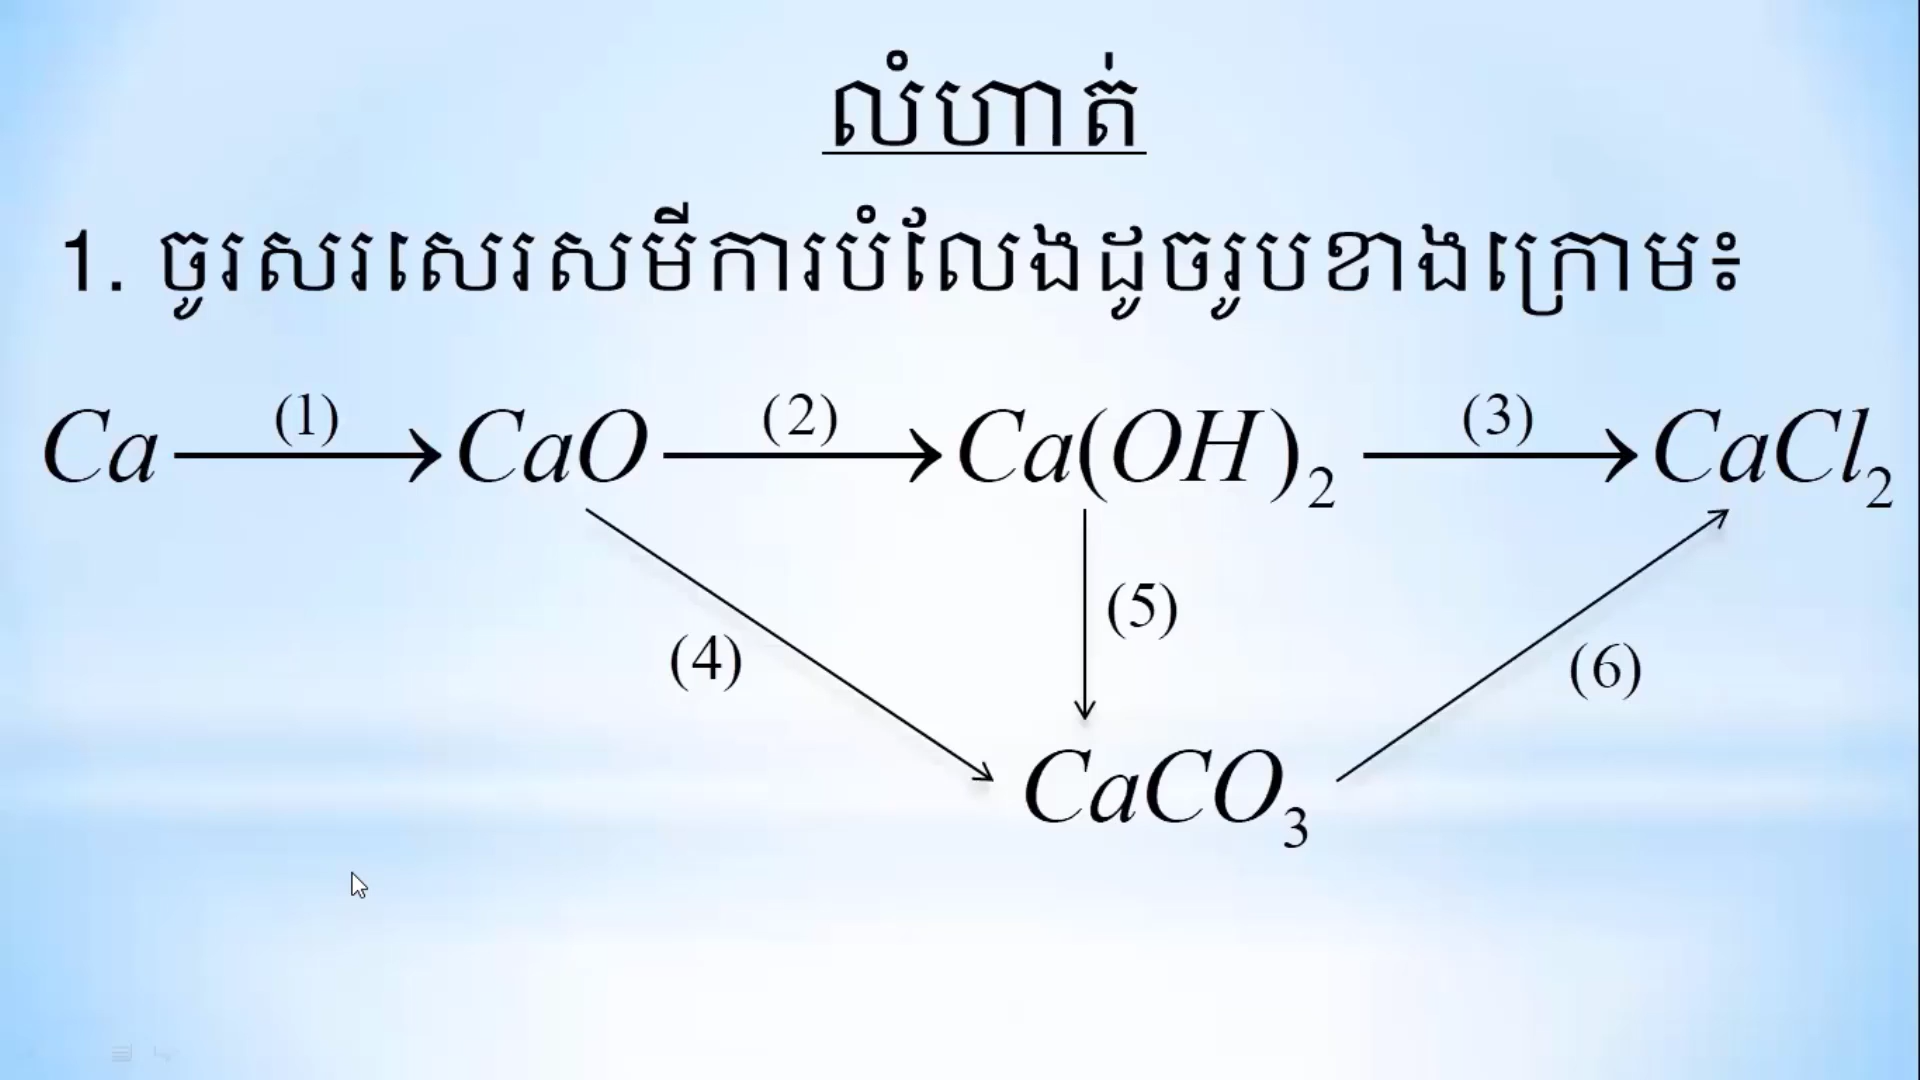 លំហាត់
1. ចូរសរសេរសមីការបំលែងដូចរូបខាងក្រោម៖
Ca (1) CaO (2) Ca(OH)₂ (3) CaCl₂
(5)
(4) (6)
CaCO₃